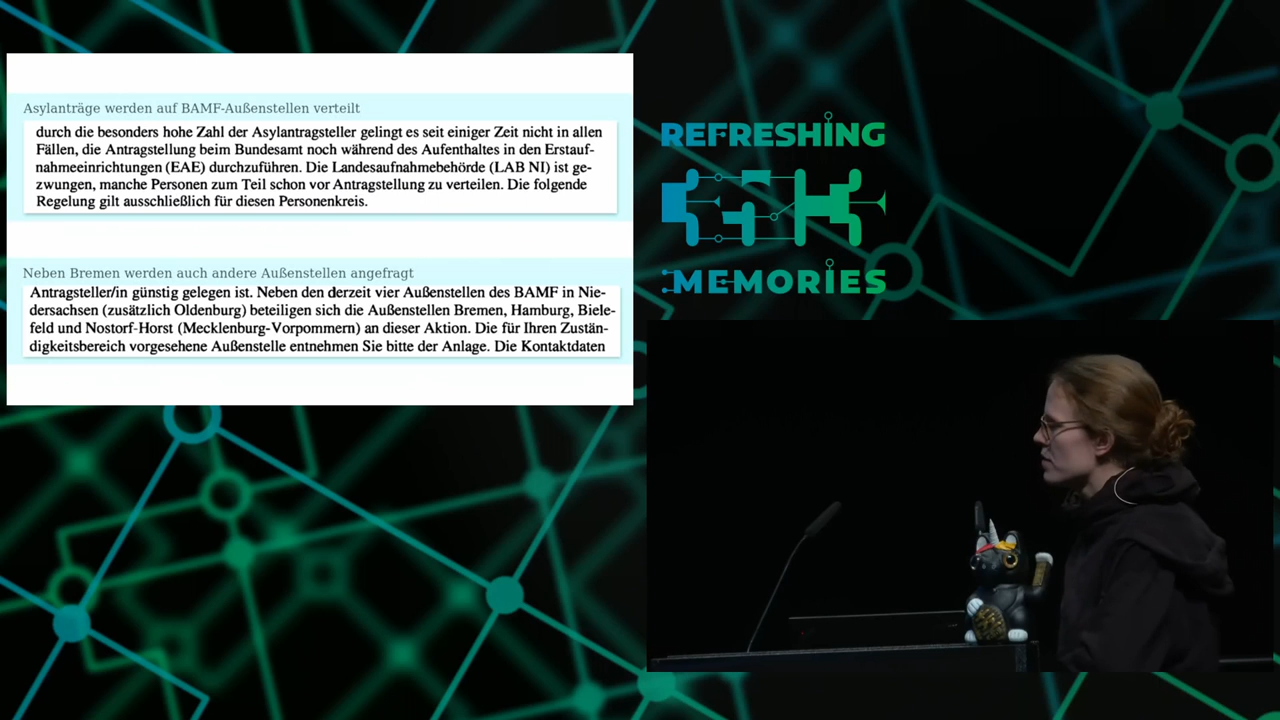 Asylanträge werden auf BAMF-Außenstellen verteilt
durch die besonders hohe Zahl der Asylantragsteller gelingt es seit einiger Zeit nicht in allen
Fällen, die Antragstellung beim Bundesamt noch während des Aufenthaltes in den Erstauf-
nahmeeinrichtungen (EAE) durchzuführen. Die Landesaufnahmebehörde (LAB NI) ist ge-
zwungen, manche Personen zum Teil schon vor Antragstellung zu verteilen. Die folgende
Regelung gilt ausschließlich für diesen Personenkreis.
Neben Bremen werden auch andere Außenstellen angefragt
Antragsteller/in günstig gelegen ist. Neben den derzeit vier Außenstellen des BAMF in Nie-
dersachsen (zusätzlich Oldenburg) beteiligen sich die Außenstellen Bremen, Hamburg, Biele-
feld und Nostorf-Horst (Mecklenburg-Vorpommern) an dieser Aktion. Die für Ihren Zustän-
digkeitsbereich vorgesehene Außenstelle entnehmen Sie bitte der Anlage. Die Kontaktdaten
REFRESHING
MEMORIES